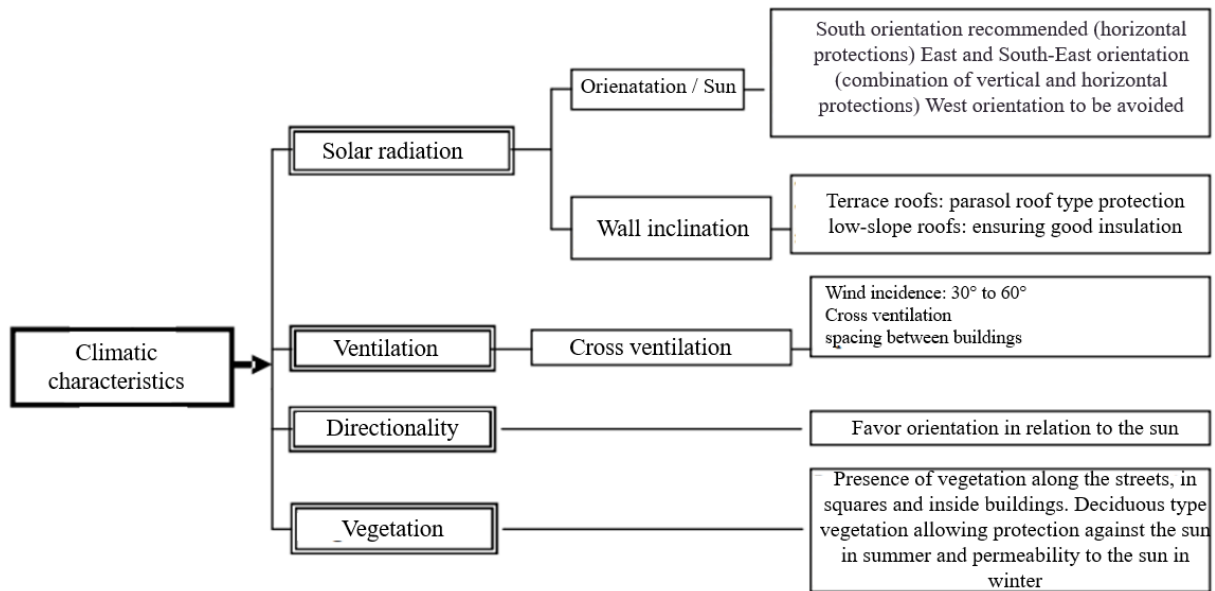 South orientation recommended (horizontal
protections) East and South-East orientation
(combination of vertical and horizontal
protections) West orientation to be avoided
Orienatation / Sun
Solar radiation
Wall inclination
Terrace roofs: parasol roof type protection
low-slope roofs: ensuring good insulation
Climatic
characteristics
Ventilation
Cross ventilation
Wind incidence: 30° to 60°
Cross ventilation
spacing between buildings
Directionality
Favor orientation in relation to the sun
Vegetation
Presence of vegetation along the streets, in
squares and inside buildings. Deciduous type
vegetation allowing protection against the sun
in summer and permeability to the sun in
winter